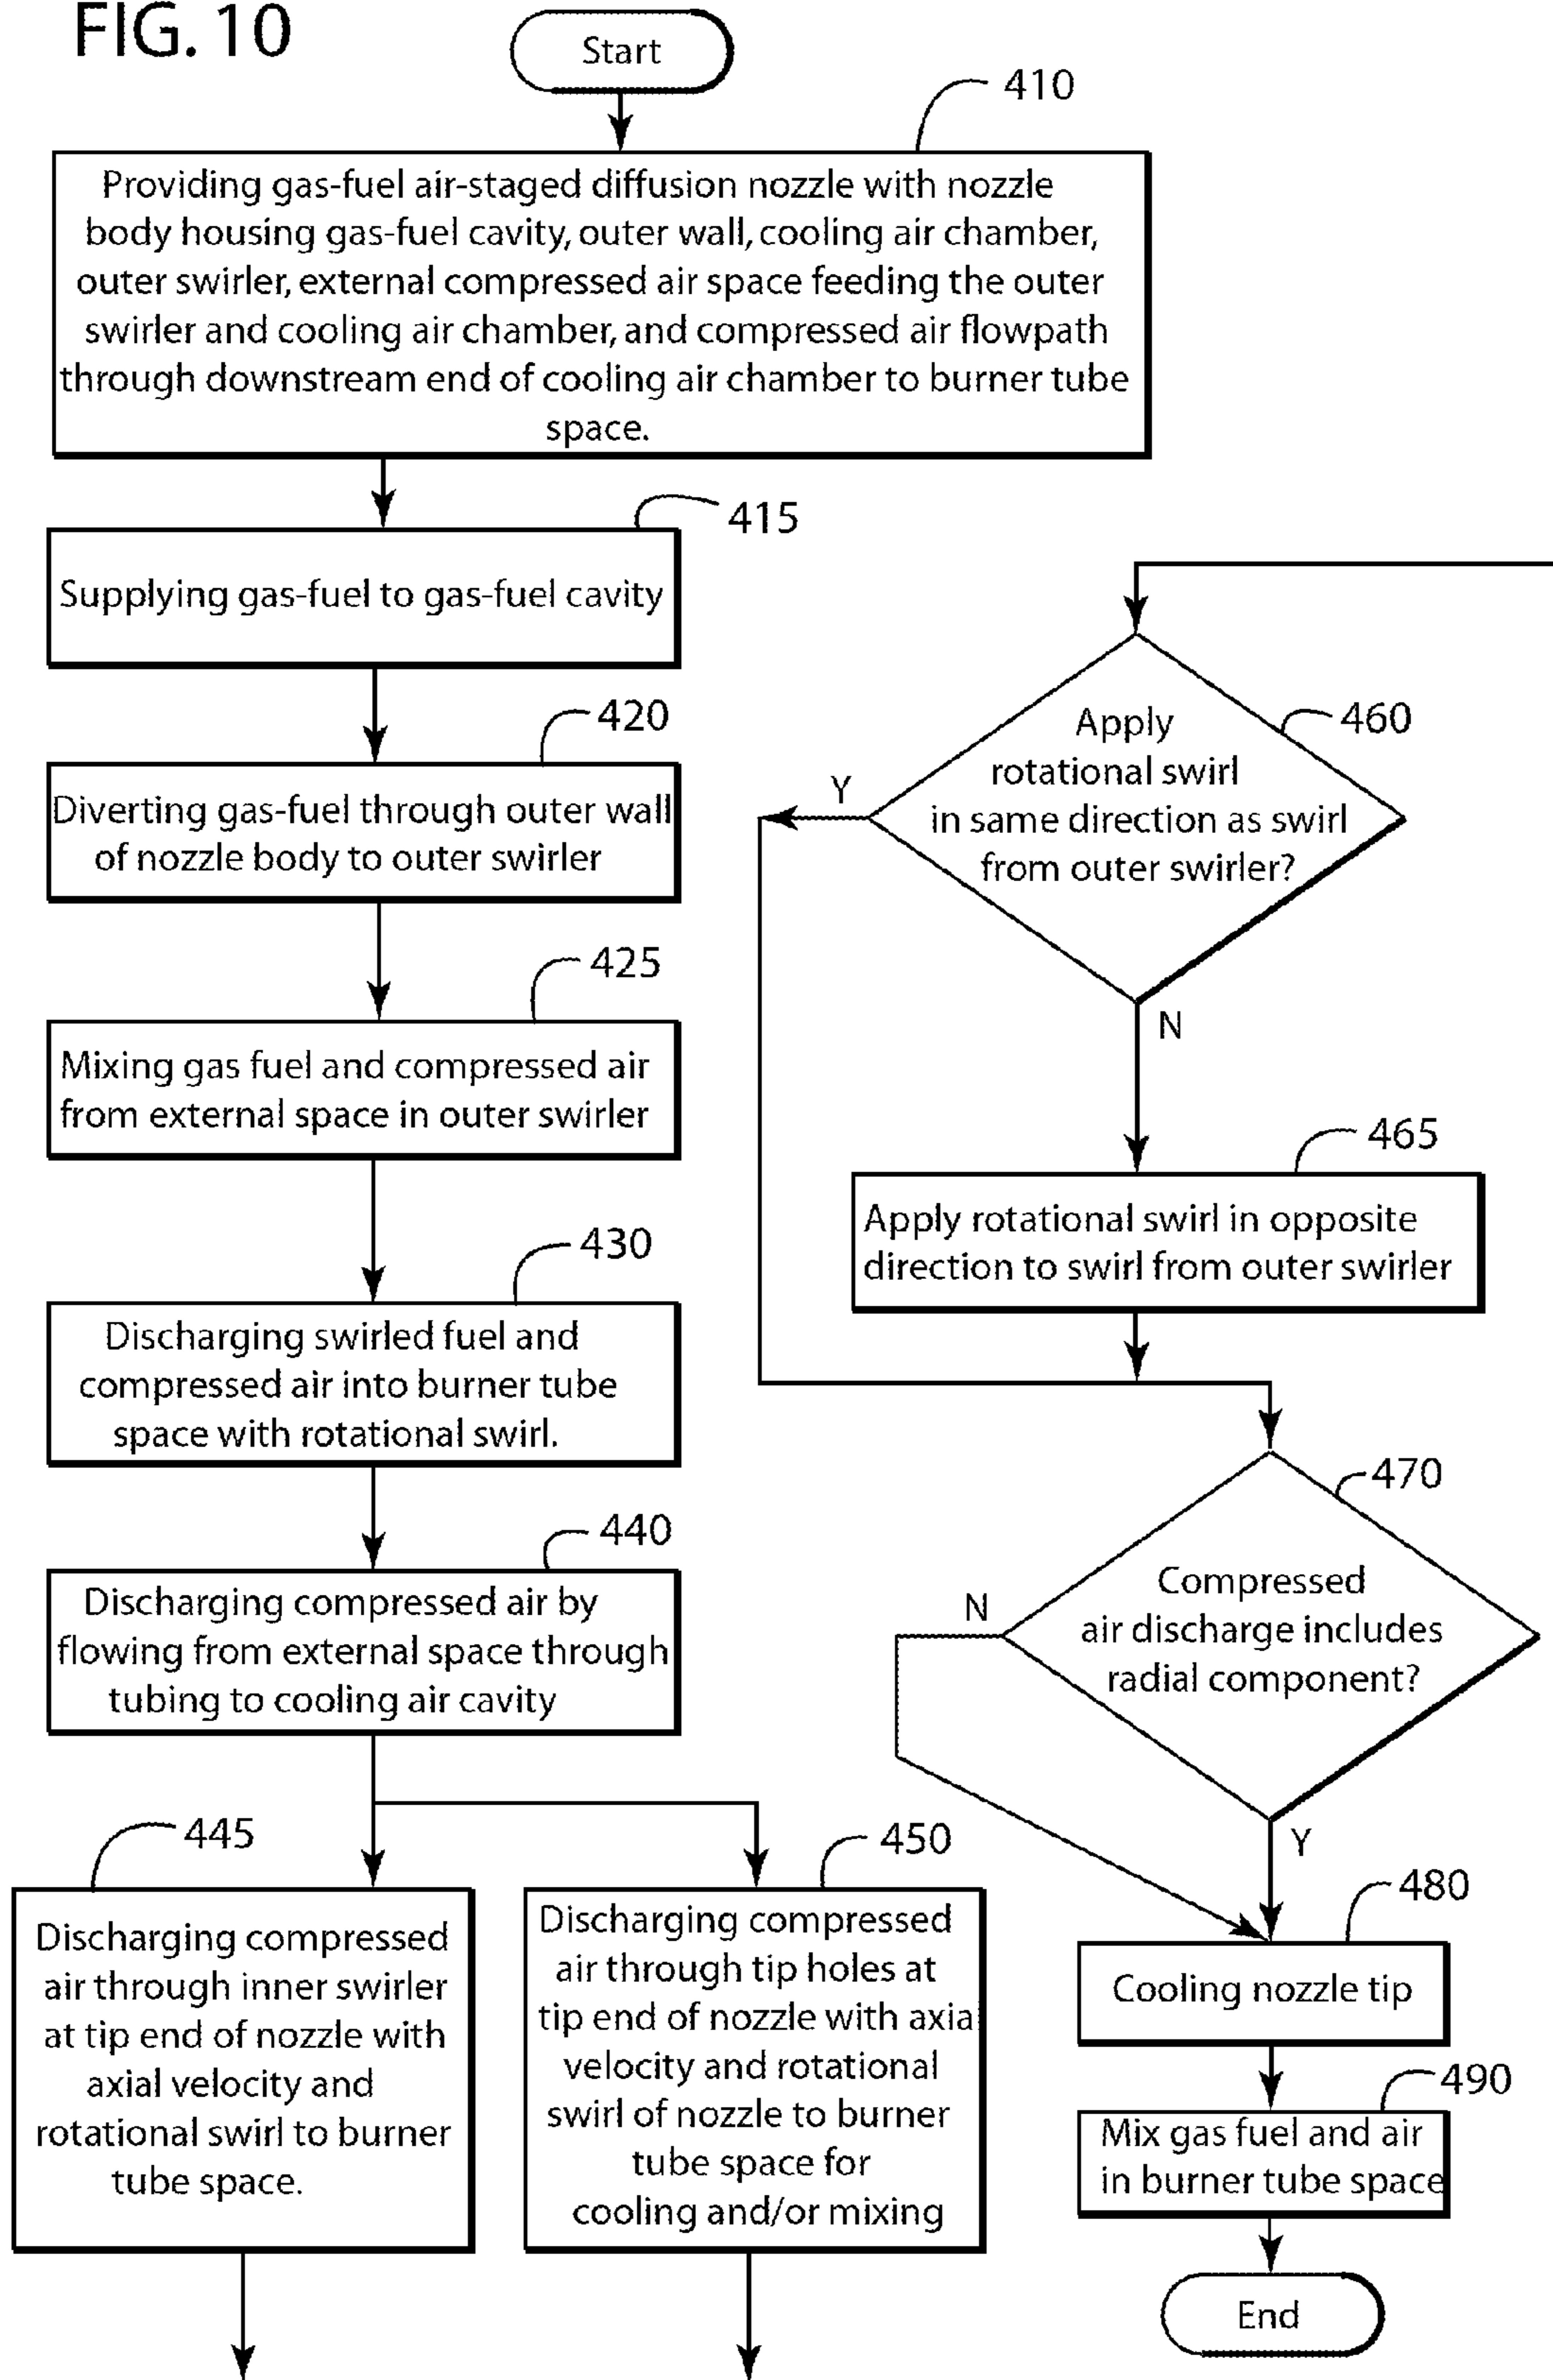 FIG. 10
Start
410
Providing gas-fuel air-staged diffusion nozzle with nozzle
body housing gas-fuel cavity, outer wall, cooling air chamber,
outer swirler, external compressed air space feeding the outer
swirler and cooling air chamber, and compressed air flowpath
through downstream end of cooling air chamber to burner tube
space.
415
Supplying gas-fuel to gas-fuel cavity
420
Diverting gas-fuel through outer wall
of nozzle body to outer swirler
425
Mixing gas fuel and compressed air
from external space in outer swirler
430
Discharging swirled fuel and
compressed air into burner tube
space with rotational swirl.
440
Discharging compressed air by
flowing from external space through
tubing to cooling air cavity
445
Discharging compressed
air through inner swirler
at tip end of nozzle with
axial velocity and
rotational swirl to burner
tube space.
450
Discharging compressed
air through tip holes at
tip end of nozzle with axial
velocity and rotational
swirl of nozzle to burner
tube space for
cooling and/or mixing
460
Apply
rotational swirl
in same direction as swirl
from outer swirler?
Y
N
465
Apply rotational swirl in opposite
direction to swirl from outer swirler
470
Compressed
air discharge includes
radial component?
N
Y
480
Cooling nozzle tip
490
Mix gas fuel and air
in burner tube space
End